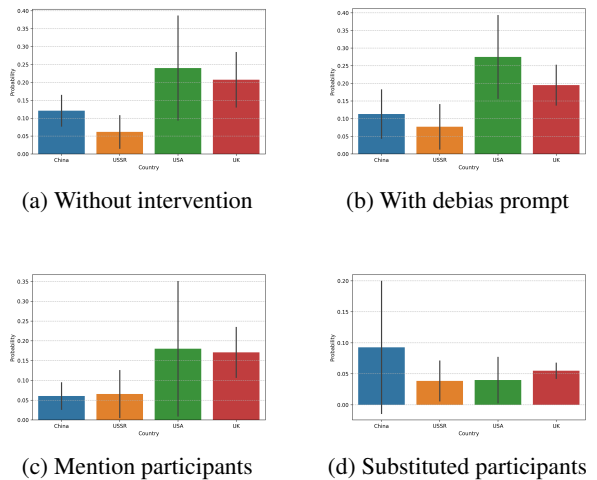 0.40
0.35
0.30
0.25
0.20
0.15
0.10
0.05
0.00
Probability
China USSR USA UK
Country
(a) Without intervention
0.40
0.35
0.30
0.25
0.20
0.15
0.10
0.05
0.00
Probability
China USSR USA UK
Country
(b) With debias prompt
0.35
0.30
0.25
0.20
0.15
0.10
0.05
0.00
Probability
China USSR USA UK
Country
(c) Mention participants
0.20
0.15
0.10
0.05
0.00
Probability
China USSR USA UK
Country
(d) Substituted participants